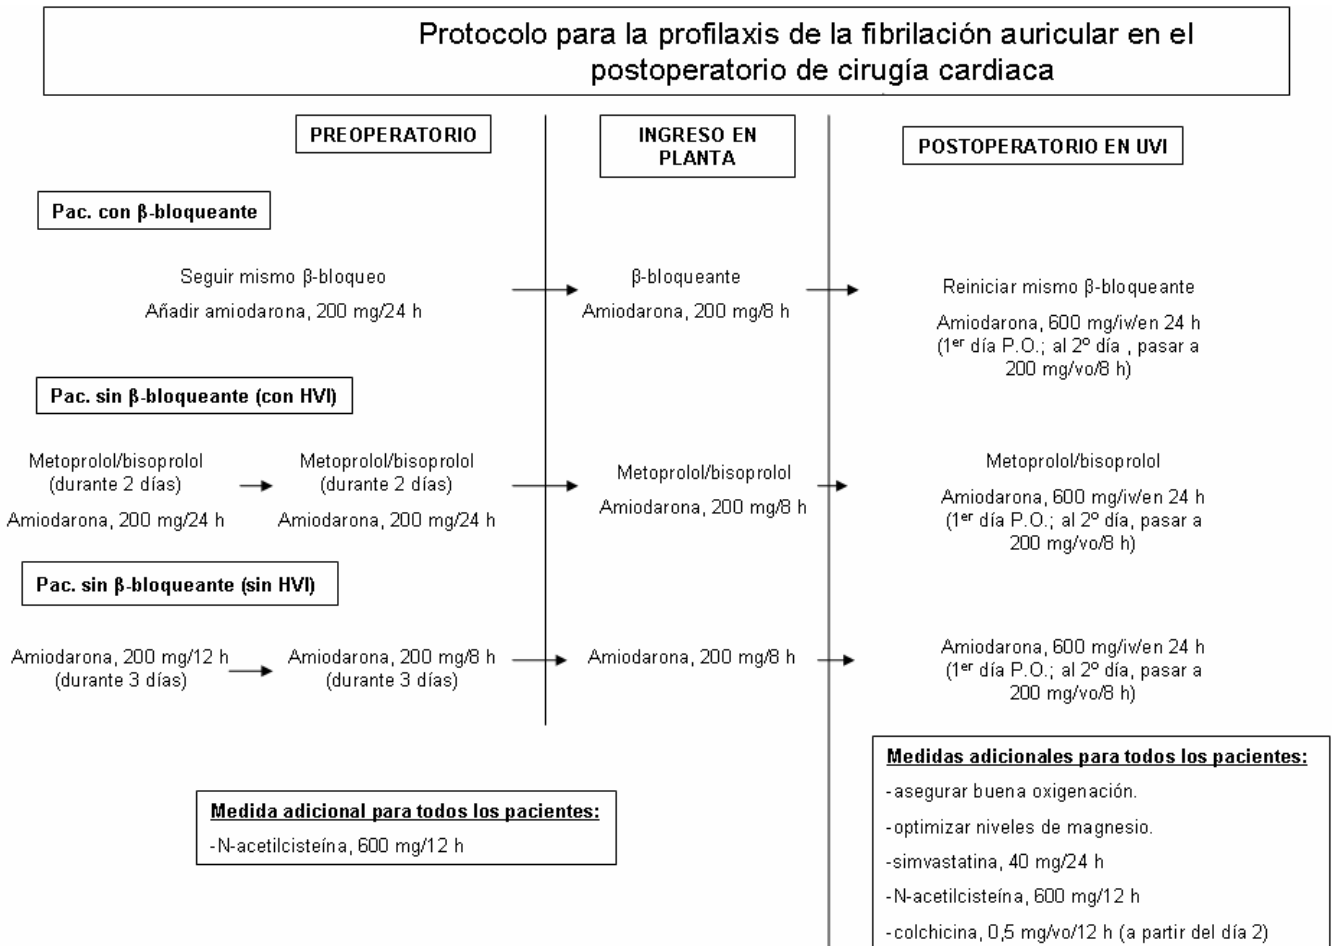 Protocolo para la profilaxis de la fibrilación auricular en el
postoperatorio de cirugía cardiaca
PREOPERATORIO
INGRESO EN
PLANTA
POSTOPERATORIO EN UVI
Pac. con β-bloqueante
Seguir mismo β-bloqueo
Añadir amiodarona, 200 mg/24 h
β-bloqueante
Amiodarona, 200 mg/8 h
Reiniciar mismo β-bloqueante
Amiodarona, 600 mg/iv/en 24 h
(1er día P.O.; al 2º día , pasar a
200 mg/vo/8 h)
Pac. sin β-bloqueante (con HVI)
Metoprolol/bisoprolol
(durante 2 días)
Amiodarona, 200 mg/24 h
Metoprolol/bisoprolol
(durante 2 días)
Amiodarona, 200 mg/24 h
Metoprolol/bisoprolol
Amiodarona, 200 mg/8 h
Metoprolol/bisoprolol
Amiodarona, 600 mg/iv/en 24 h
(1er día P.O.; al 2º día, pasar a
200 mg/vo/8 h)
Pac. sin β-bloqueante (sin HVI)
Amiodarona, 200 mg/12 h
(durante 3 días)
Amiodarona, 200 mg/8 h
(durante 3 días)
Amiodarona, 200 mg/8 h
Amiodarona, 600 mg/iv/en 24 h
(1er día P.O.; al 2º día, pasar a
200 mg/vo/8 h)
Medida adicional para todos los pacientes:
-N-acetilcisteína, 600 mg/12 h
Medidas adicionales para todos los pacientes:
-asegurar buena oxigenación.
-optimizar niveles de magnesio.
-simvastatina, 40 mg/24 h
-N-acetilcisteína, 600 mg/12 h
-colchicina, 0,5 mg/vo/12 h (a partir del día 2)